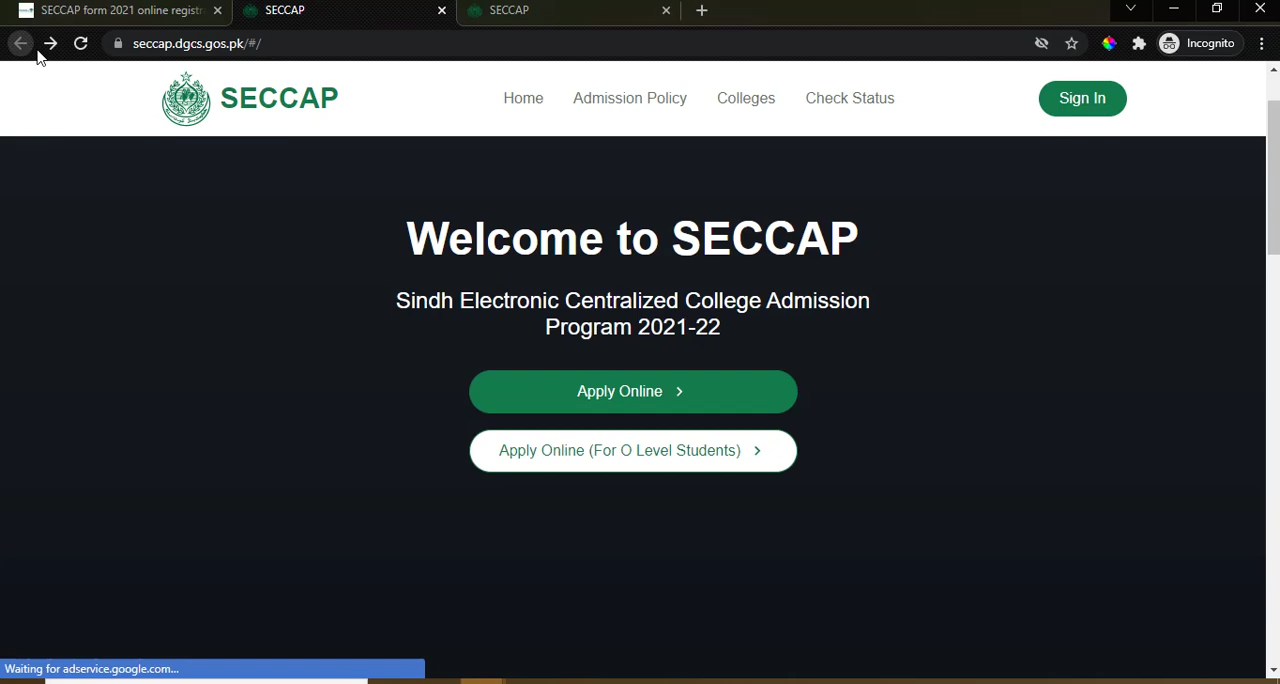 SECCAP form 2021 online registr
SECCAP
SECCAP
seccap.dgcs.gos.pk/#/
Incognito
SECCAP
Home
Admission Policy
Colleges
Check Status
Sign In
Welcome to SECCAP
Sindh Electronic Centralized College Admission
Program 2021-22
Apply Online
Apply Online (For O Level Students)
Waiting for adservice.google.com...